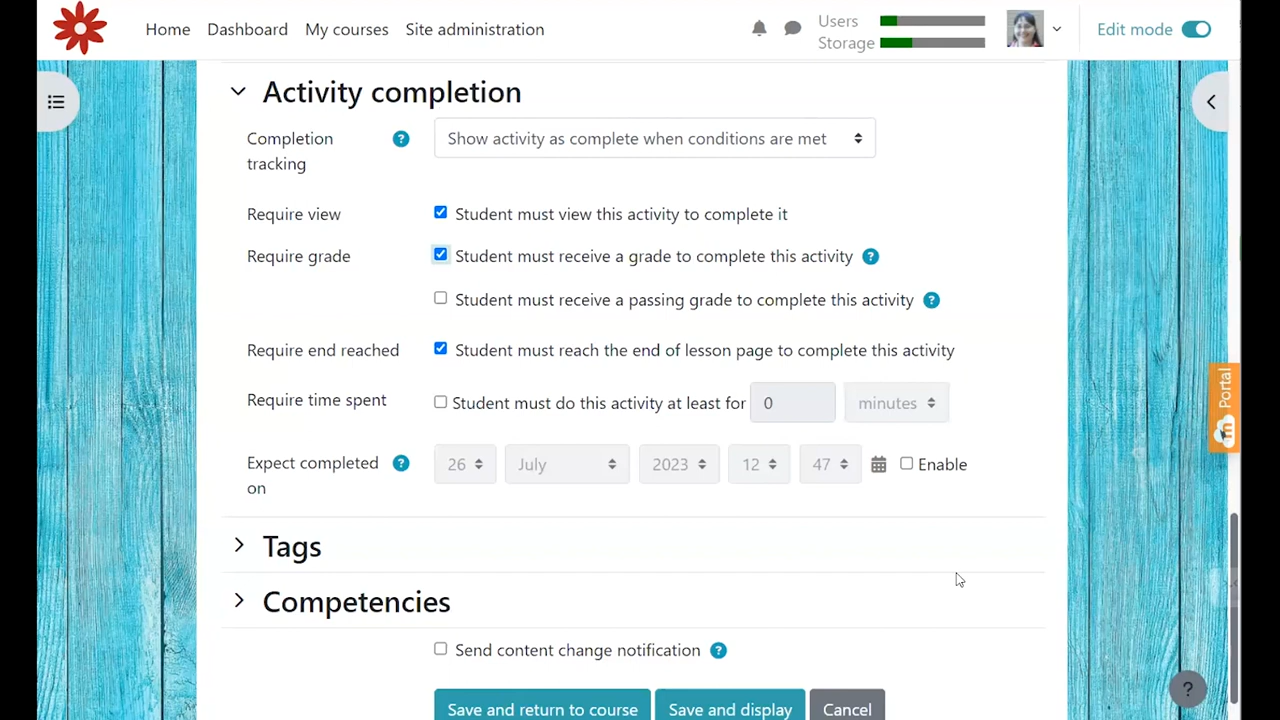 Home Dashboard My courses Site administration
Users
Storage
Edit mode
Activity completion
Completion tracking ? Show activity as complete when conditions are met
Require view Student must view this activity to complete it
Require grade Student must receive a grade to complete this activity ?
Student must receive a passing grade to complete this activity ?
Require end reached Student must reach the end of lesson page to complete this activity
Require time spent Student must do this activity at least for 0 minutes
Expect completed on ? 26 July 2023 12 47 Enable
Portal
m
Tags
Competencies
Send content change notification ?
Save and return to course Save and display Cancel
?